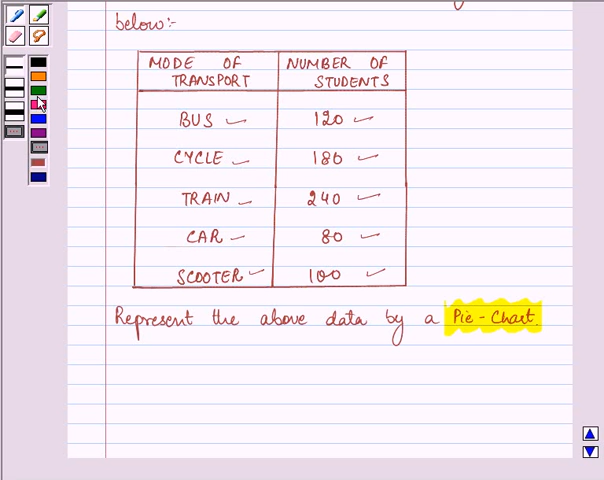 below:-
MODE OF TRANSPORT NUMBER OF STUDENTS
BUS 120
CYCLE 180
TRAIN 240
CAR 80
SCOOTER 100
Represent the above data by a Pie - Chart.